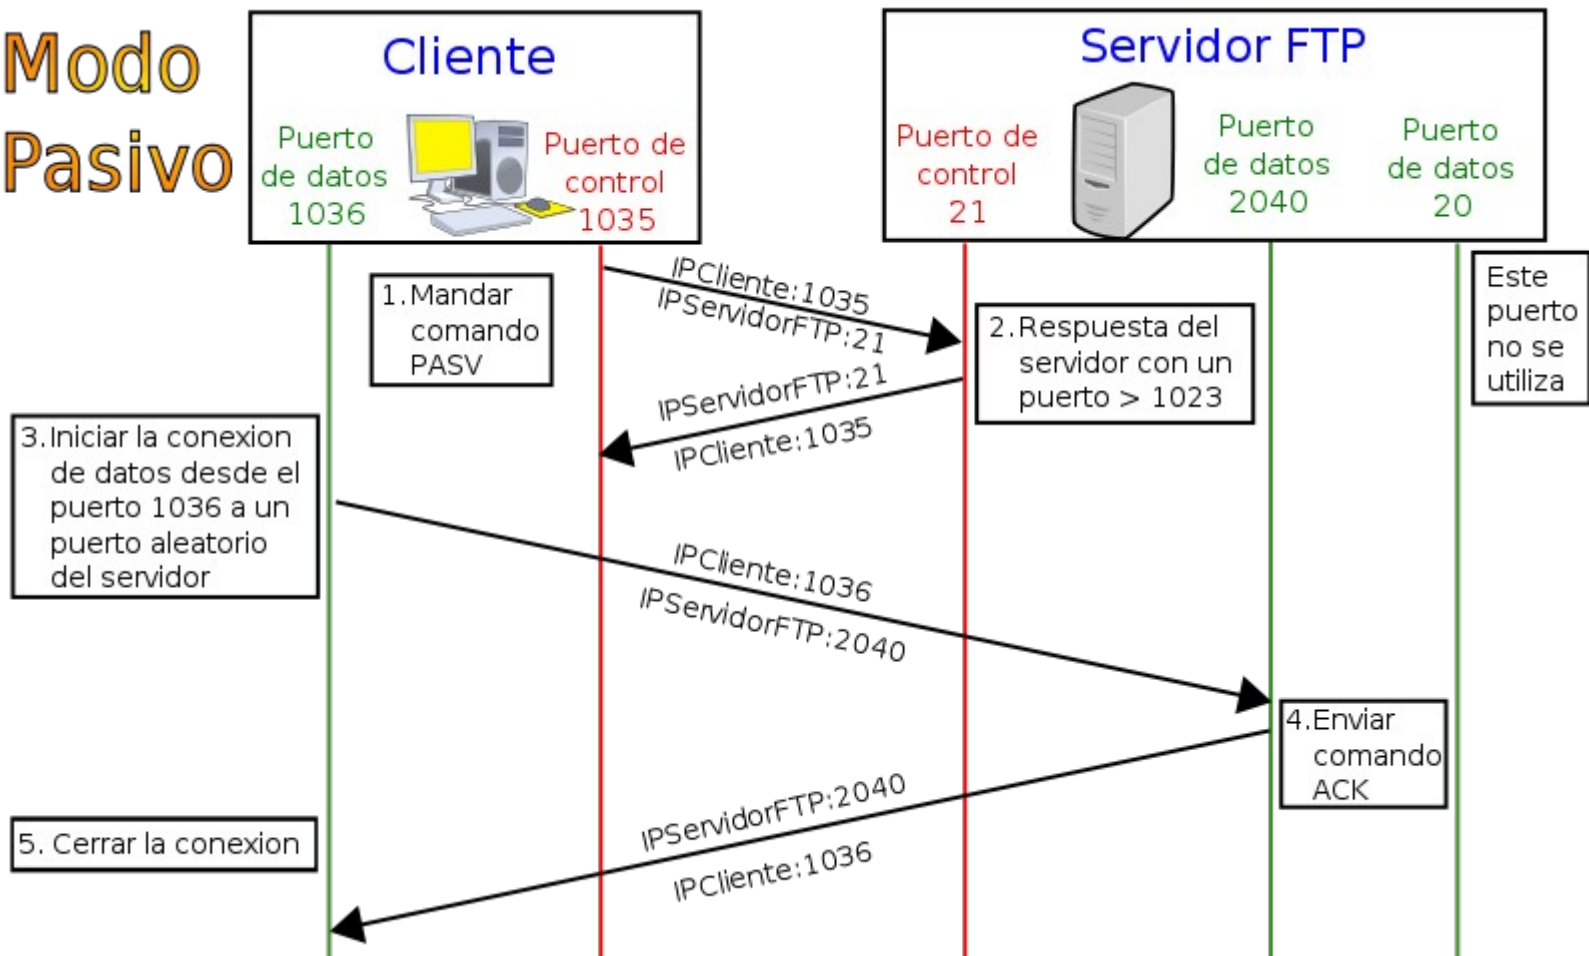 Modo
Pasivo
Cliente
Puerto
de datos
1036
Puerto de
control
1035
Servidor FTP
Puerto de
control
21
Puerto
de datos
2040
Puerto
de datos
20
1.Mandar
comando
PASV
IPCliente:1035
IPServidorFTP:21
2.Respuesta del
servidor con un
puerto > 1023
Este
puerto
no se
utiliza
IPServidorFTP:21
IPCliente:1035
3.Iniciar la conexion
de datos desde el
puerto 1036 a un
puerto aleatorio
del servidor
IPCliente:1036
IPServidorFTP:2040
4.Enviar
comando
ACK
IPServidorFTP:2040
IPCliente:1036
5. Cerrar la conexion